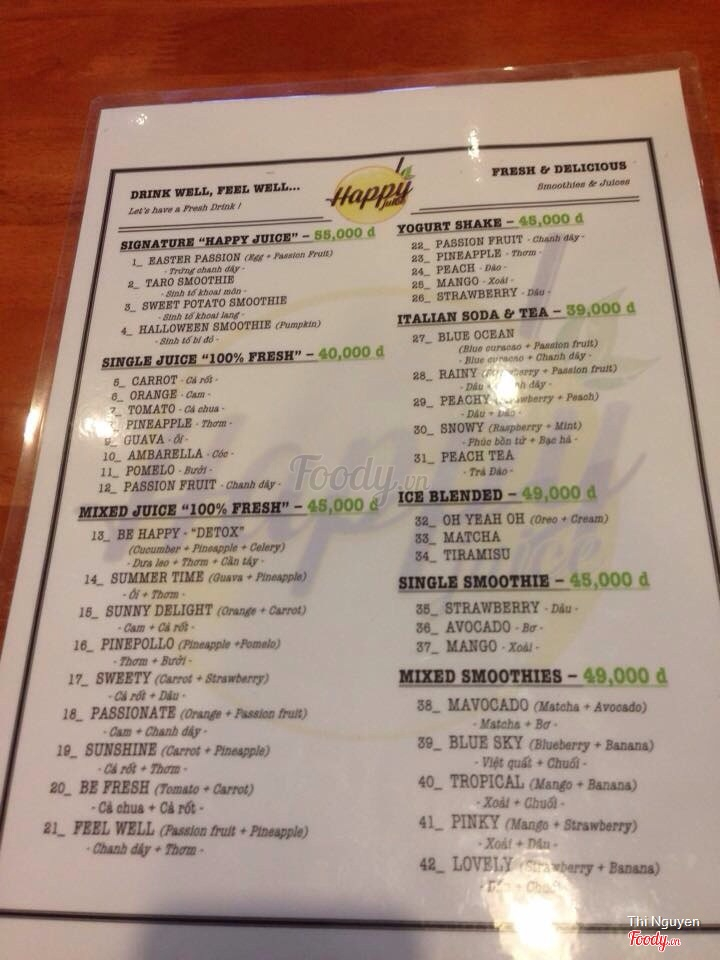 DRINK WELL, FEEL WELL...
Let's have a Fresh Drink !
Happy
juice
FRESH & DELICIOUS
Smoothies & Juices
SIGNATURE "HAPPY JUICE" – 55,000 đ
1_ EASTER PASSION (Egg + Passion Fruit)
- Trứng chanh dây -
2_ TARO SMOOTHIE
- Sinh tố khoai môn -
3_ SWEET POTATO SMOOTHIE
- Sinh tố khoai lang -
4_ HALLOWEEN SMOOTHIE (Pumpkin)
- Sinh tố bí đỏ -
SINGLE JUICE "100% FRESH" – 40,000 đ
5_ CARROT - Cà rốt -
6_ ORANGE - Cam -
7_ TOMATO - Cà chua -
8_ PINEAPPLE - Thơm -
9_ GUAVA - Ổi -
10_ AMBARELLA - Cóc -
11_ POMELO - Bưởi -
12_ PASSION FRUIT - Chanh dây -
MIXED JUICE "100% FRESH" – 45,000 đ
13_ BE HAPPY - "DETOX"
(Cucumber + Pineapple + Celery)
- Dưa leo + Thơm + Cần tây -
14_ SUMMER TIME (Guava + Pineapple)
- Ổi + Thơm -
15_ SUNNY DELIGHT (Orange + Carrot)
- Cam + Cà rốt -
16_ PINEPOLLO (Pineapple +Pomelo)
- Thơm + Bưởi -
17_ SWEETY (Carrot + Strawberry)
- Cà rốt + Dâu -
18_ PASSIONATE (Orange + Passion fruit)
- Cam + Chanh dây -
19_ SUNSHINE (Carrot + Pineapple)
- Cà rốt + Thơm -
20_ BE FRESH (Tomato + Carrot)
- Cà chua + Cà rốt -
21_ FEEL WELL (Passion fruit + Pineapple)
- Chanh dây + Thơm -
YOGURT SHAKE – 45,000 đ
22_ PASSION FRUIT - Chanh dây -
23_ PINEAPPLE - Thơm -
24_ PEACH - Đào -
25_ MANGO - Xoài -
26_ STRAWBERRY - Dâu -
ITALIAN SODA & TEA – 39,000 đ
27_ BLUE OCEAN
(Blue curacao + Passion fruit)
- Blue curacao + Chanh dây -
28_ RAINY (Strawberry + Passion fruit)
- Dâu + Chanh dây -
29_ PEACHY (Strawberry + Peach)
- Dâu + Đào -
30_ SNOWY (Raspberry + Mint)
- Phúc bồn tử + Bạc hà -
31_ PEACH TEA
- Trà Đào -
ICE BLENDED – 49,000 đ
32_ OH YEAH OH (Oreo + Cream)
33_ MATCHA
34_ TIRAMISU
SINGLE SMOOTHIE – 45,000 đ
35_ STRAWBERRY - Dâu -
36_ AVOCADO - Bơ -
37_ MANGO - Xoài -
MIXED SMOOTHIES – 49,000 đ
38_ MAVOCADO (Matcha + Avocado)
- Matcha + Bơ -
39_ BLUE SKY (Blueberry + Banana)
- Việt quất + Chuối -
40_ TROPICAL (Mango + Banana)
- Xoài + Chuối -
41_ PINKY (Mango + Strawberry)
- Xoài + Dâu -
42_ LOVELY (Strawberry + Banana)
- Dâu + Chuối -
Foody.vn
Thi Nguyen
Foody.vn